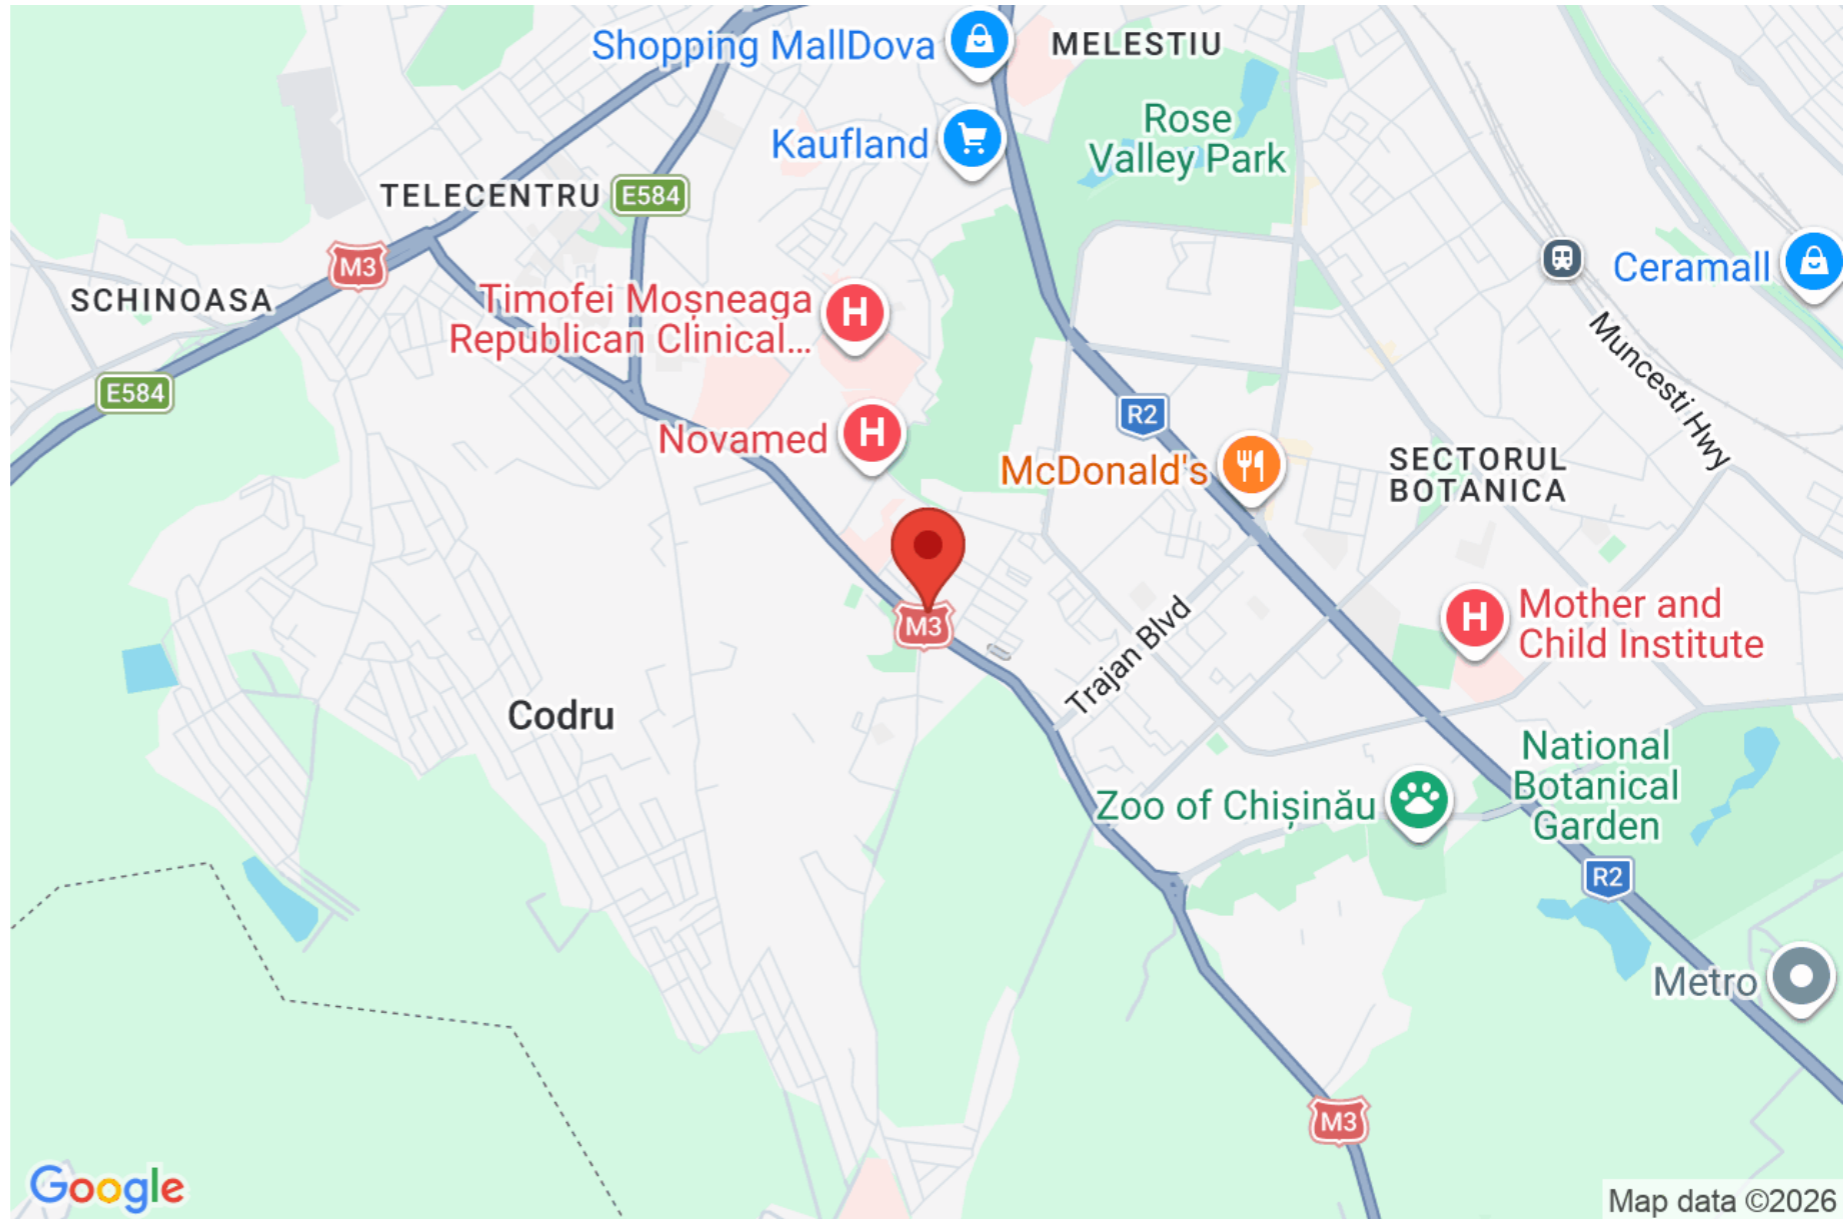 Shopping MallDova
MELESTIU
Kaufland
Rose
Valley Park
TELECENTRU
E584
M3
Ceramall
SCHINOASA
Timofei Moșneaga
Republican Clinical...
Muncesti Hwy
E584
R2
Novamed
McDonald's
SECTORUL
BOTANICA
M3
Mother and
Child Institute
Trajan Blvd
Codru
National
Botanical
Garden
Zoo of Chișinău
R2
Metro
M3
Google
Map data ©2026